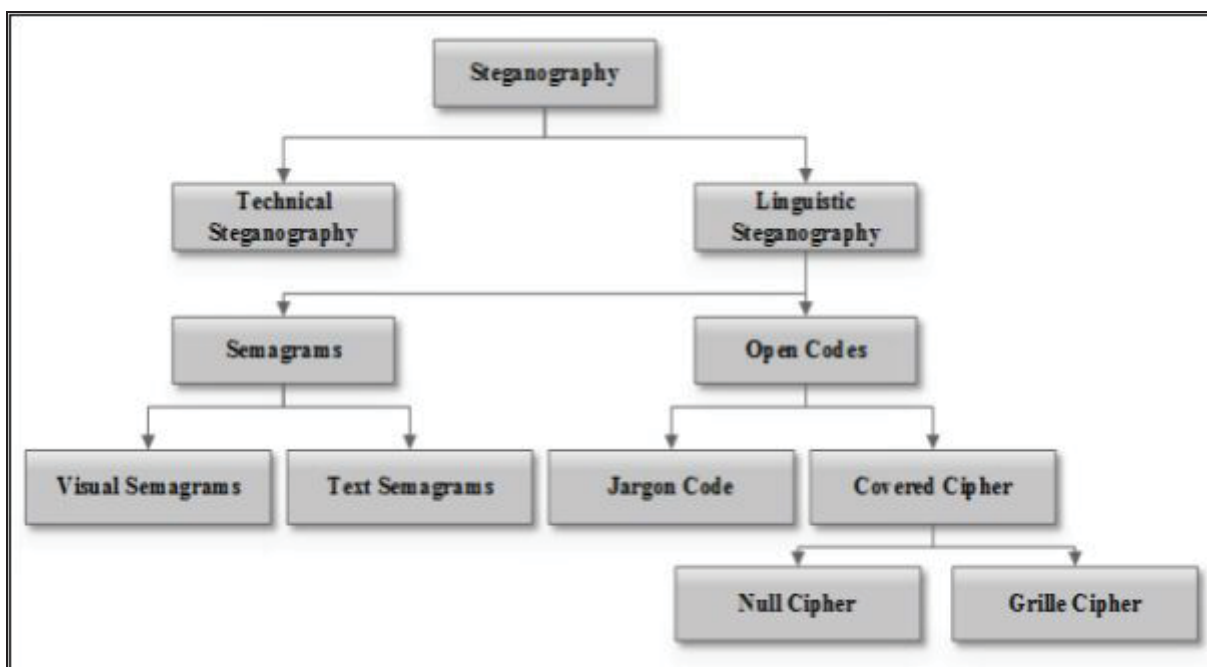 Steganography
Technical
Steganography
Linguistic
Steganography
Semagrams
Open Codes
Visual Semagrams
Text Semagrams
Jargon Code
Covered Cipher
Null Cipher
Grille Cipher